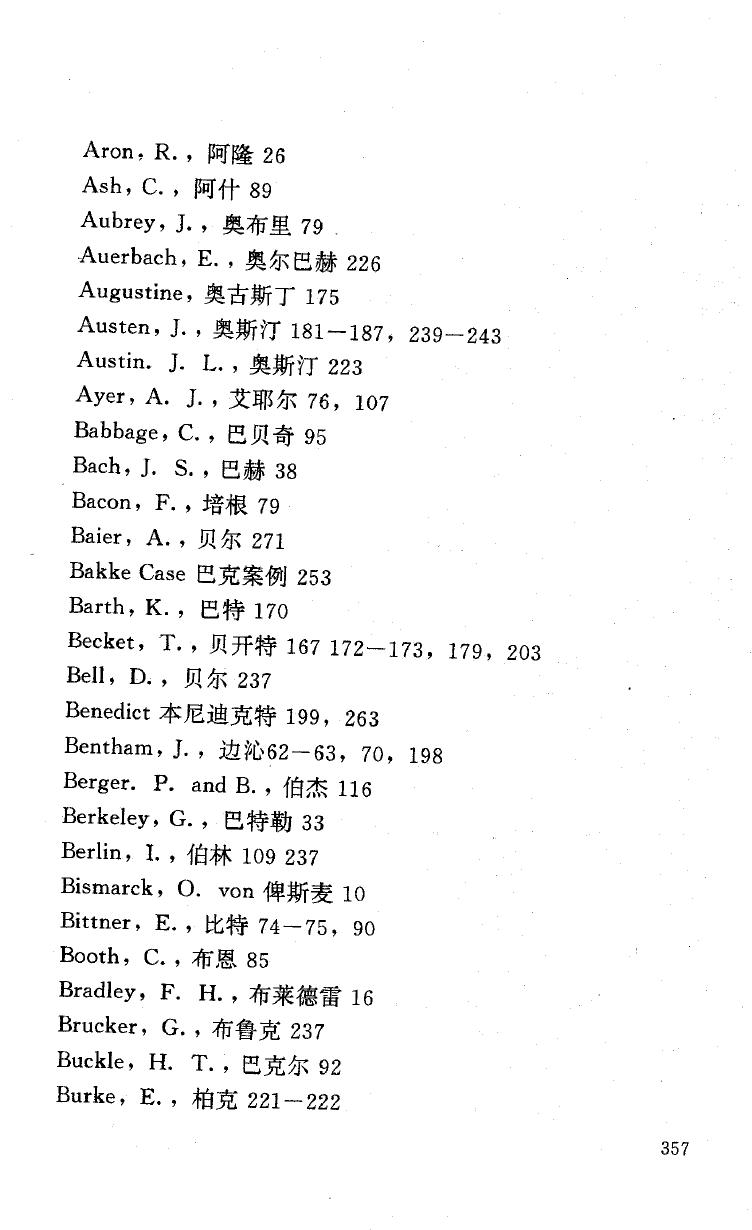 Aron, R. ，阿隆 26
Ash，C. ，阿什 89
Aubrey，J. ，奥布里 79
Auerbach，E. ，奥尔巴赫 226
Augustine，奥古斯丁 175
Austen，J. ，奥斯汀 181—187，239—243
Austin. J. L. ，奥斯汀 223
Ayer，A. J. ，艾耶尔 76，107
Babbage，C. ，巴贝奇 95
Bach，J. S. ，巴赫 38
Bacon，F. ，培根 79
Baier，A. ，贝尔 271
Bakke Case 巴克案例 253
Barth，K. ，巴特 170
Becket，T. ，贝开特 167 172—173，179，203
Bell，D. ，贝尔 237
Benedict 本尼迪克特 199，263
Bentham，J. ，边沁62—63，70，198
Berger. P. and B. ，伯杰 116
Berkeley，G. ，巴特勒 33
Berlin，I. ，伯林 109 237
Bismarck，O. von 俾斯麦 10
Bittner，E. ，比特 74—75，90
Booth，C. ，布恩 85
Bradley，F. H. ，布莱德雷 16
Brucker，G. ，布鲁克 237
Buckle，H. T. ，巴克尔 92
Burke，E. ，柏克 221—222
357